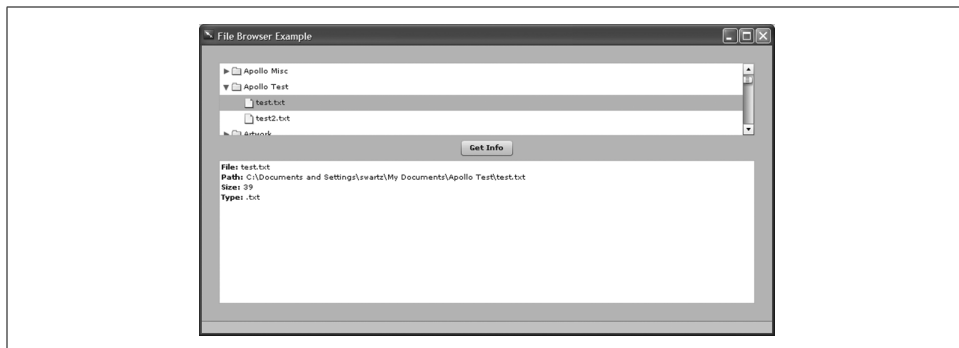 File Browser Example
Apollo Misc
Apollo Test
test.txt
test2.txt
Artwork
Get Info
File: test.txt
Path: C:\Documents and Settings\swartz\My Documents\Apollo Test\test.txt
Size: 39
Type: .txt